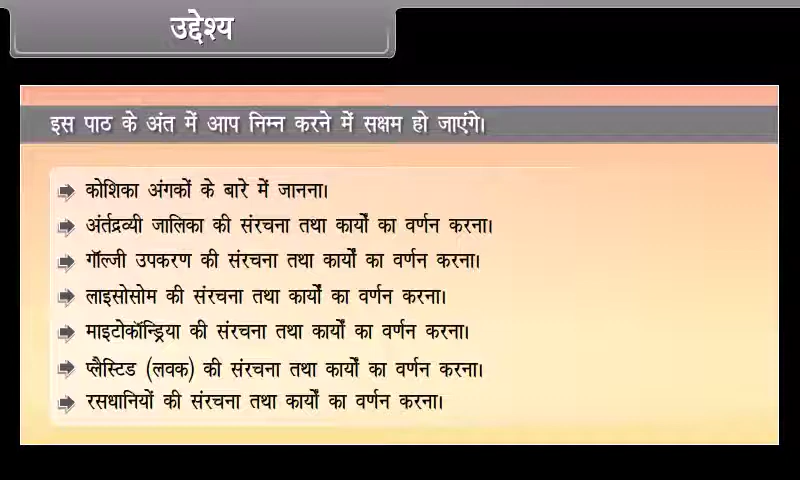 उद्देश्य
इस पाठ के अंत में आप निम्न करने में सक्षम हो जाएंगे।
कोशिका अंगकों के बारे में जानना।
अंर्तद्रव्यी जालिका की संरचना तथा कार्यों का वर्णन करना।
गॉल्जी उपकरण की संरचना तथा कार्यों का वर्णन करना।
लाइसोसोम की संरचना तथा कार्यों का वर्णन करना।
माइटोकॉन्ड्रिया की संरचना तथा कार्यों का वर्णन करना।
प्लैस्टिड (लवक) की संरचना तथा कार्यों का वर्णन करना।
रसधानियों की संरचना तथा कार्यों का वर्णन करना।